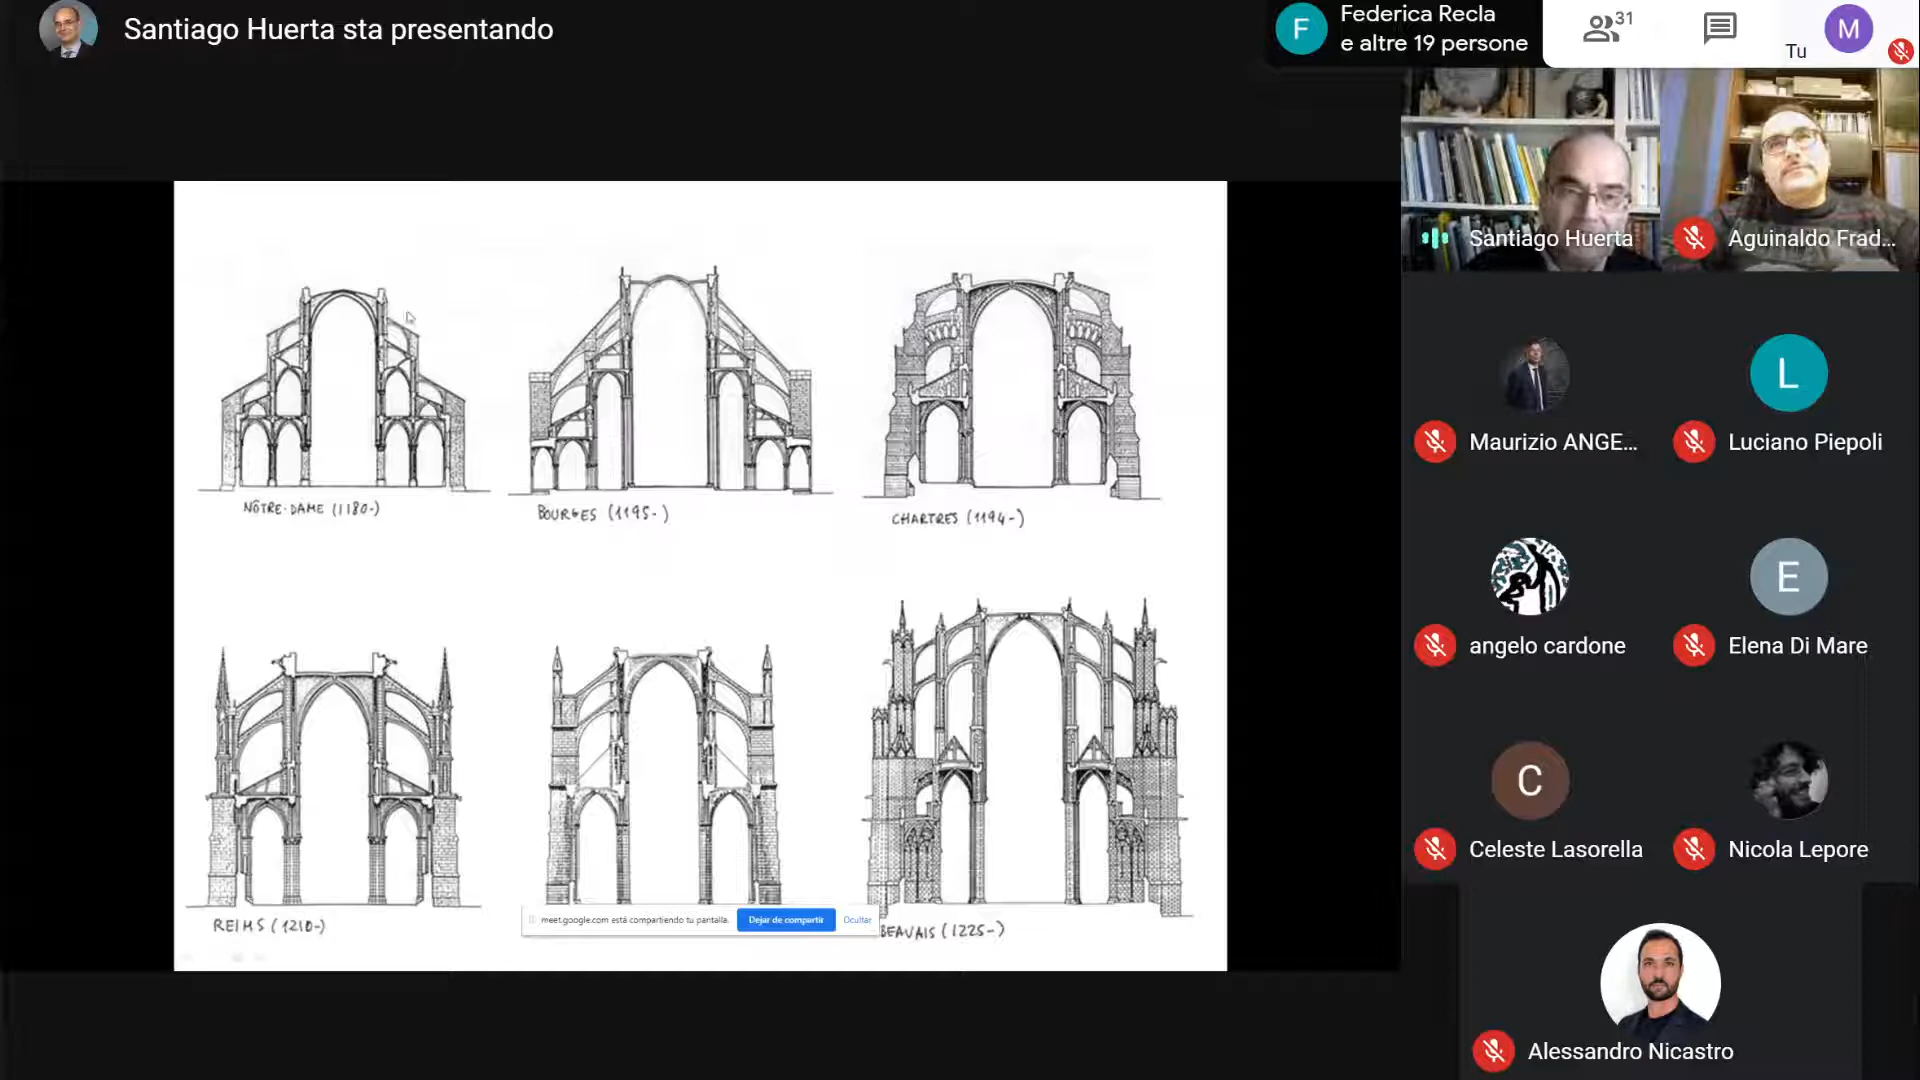 Santiago Huerta sta presentando
F
Federica Recla
e altre 19 persone
31
Tu
M
Santiago Huerta
Aguinaldo Frad...
NÔTRE-DAME (1180-)
BOURGES (1195-)
CHARTRES (1194-)
L
Maurizio ANGE...
Luciano Piepoli
E
angelo cardone
Elena Di Mare
C
Celeste Lasorella
Nicola Lepore
REIMS (1210-)
meet.google.com está compartiendo tu pantalla.
Dejar de compartir
Ocultar
BEAVAIS (1225-)
Alessandro Nicastro